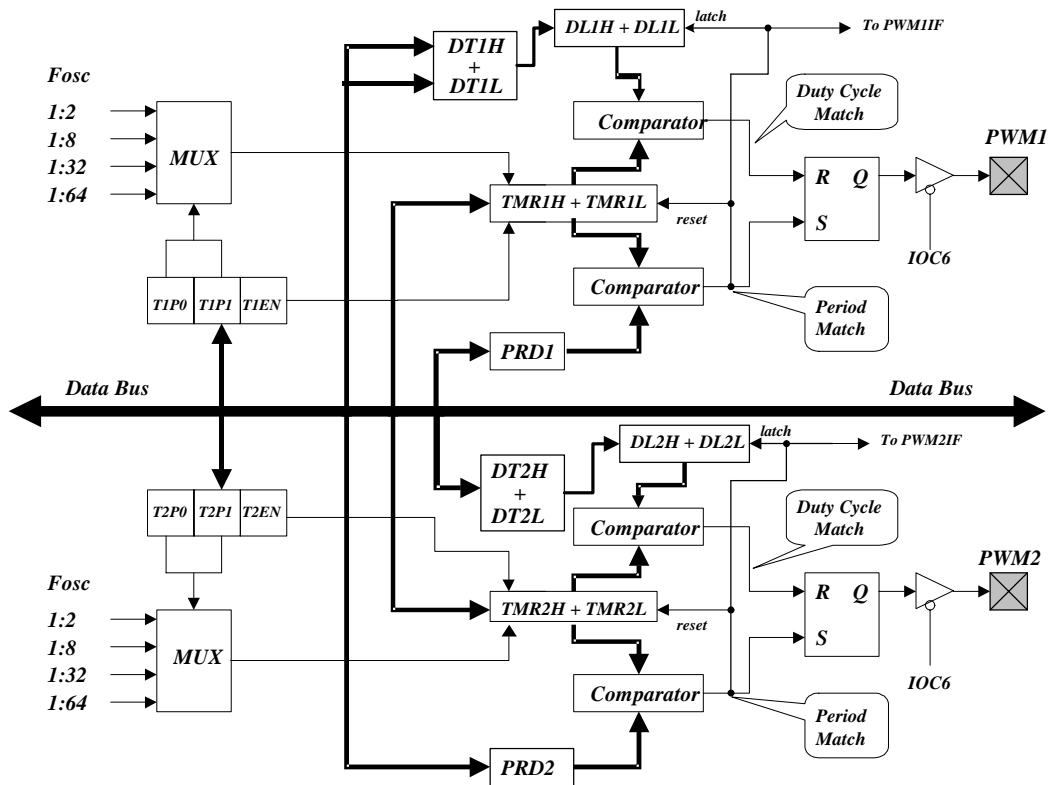 DT1H
+
DT1L
DL1H + DL1L
latch
To PWM1IF
Fosc
1:2
1:8
1:32
1:64
MUX
Comparator
Duty Cycle
Match
PWM1
TMR1H + TMR1L
reset
R Q
S
IOC6
T1P0 T1P1 T1EN
Comparator
Period
Match
PRD1
Data Bus
Data Bus
DL2H + DL2L
latch
To PWM2IF
DT2H
+
DT2L
T2P0 T2P1 T2EN
Comparator
Duty Cycle
Match
PWM2
Fosc
1:2
1:8
1:32
1:64
MUX
TMR2H + TMR2L
reset
R Q
S
IOC6
Comparator
Period
Match
PRD2